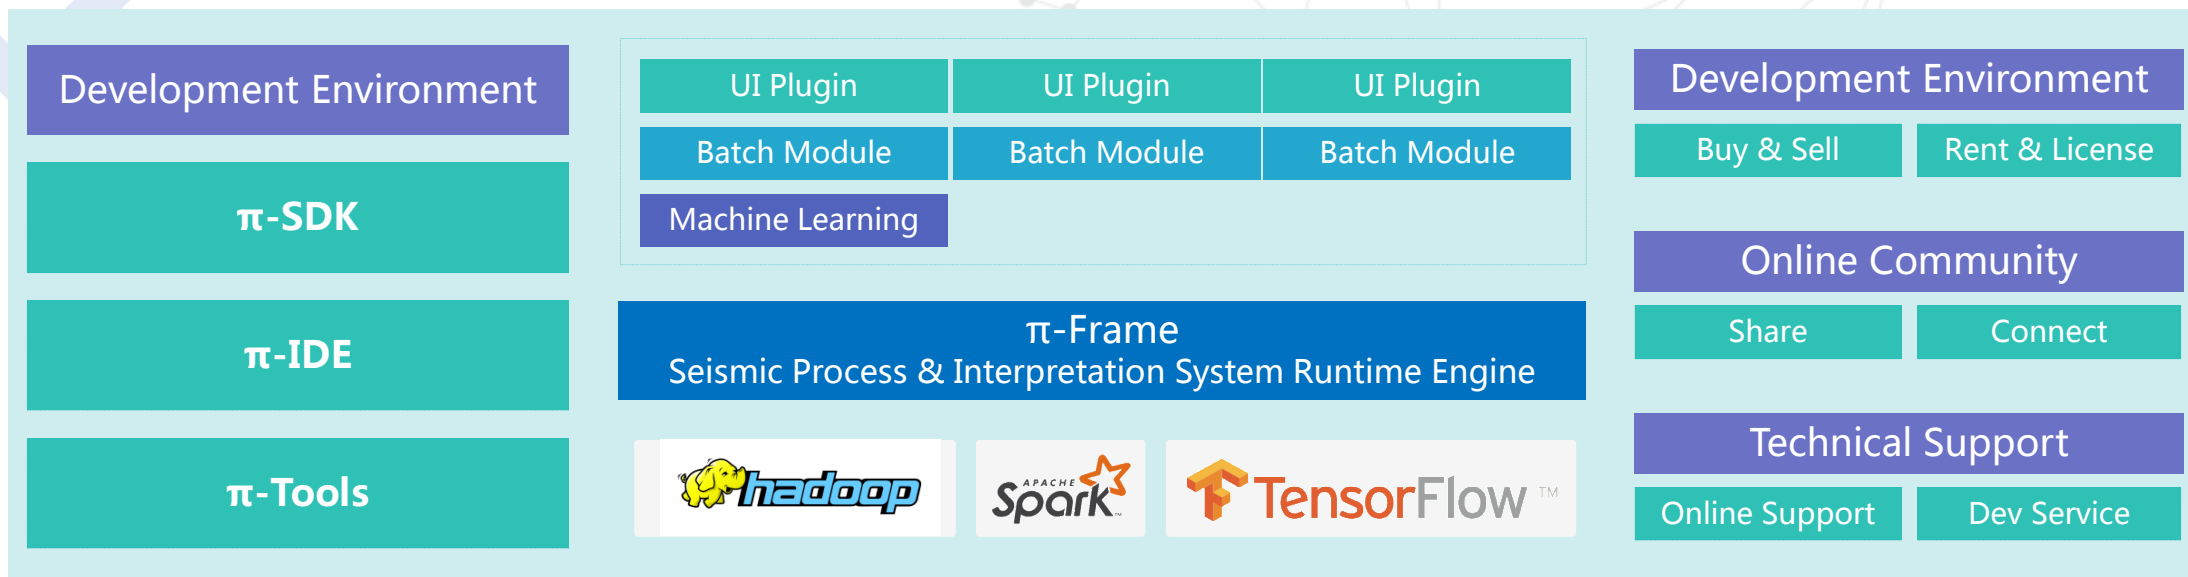 Development Environment
π-SDK
π-IDE
π-Tools
UI Plugin
UI Plugin
UI Plugin
Batch Module
Batch Module
Batch Module
Machine Learning
π-Frame
Seismic Process & Interpretation System Runtime Engine
hadoop
APACHE
Spark™
TensorFlow ™
Development Environment
Buy & Sell
Rent & License
Online Community
Share
Connect
Technical Support
Online Support
Dev Service